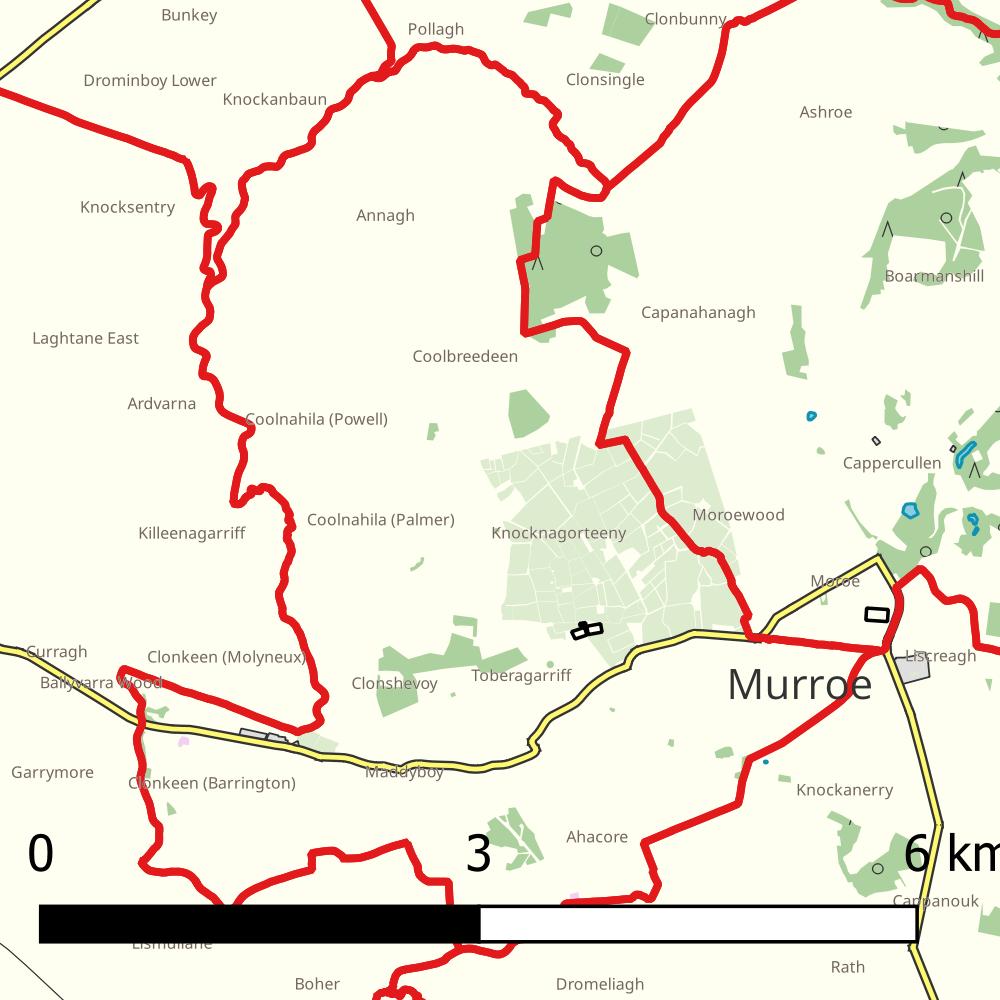 Bunkey
Clonbunny
Pollagh
Drominboy Lower
Clonsingle
Knockanbaun
Ashroe
Knocksentry
Annagh
Boarmanshill
Capanahanagh
Laghtane East
Coolbreedeen
Ardvarna
Coolnahila (Powell)
Cappercullen
Moroewood
Coolnahila (Palmer)
Killeenagarriff
Knocknagorteeny
Moroe
Curragh
Clonkeen (Molyneux)
Liscreagh
Toberagarriff
Ballyvarra Wood
Clonshevoy
Murroe
Garrymore
Maddyboy
Clonkeen (Barrington)
Knockanerry
Ahacore
0 3 6 km
Cappanouk
Lismullane
Rath
Boher
Dromeliagh